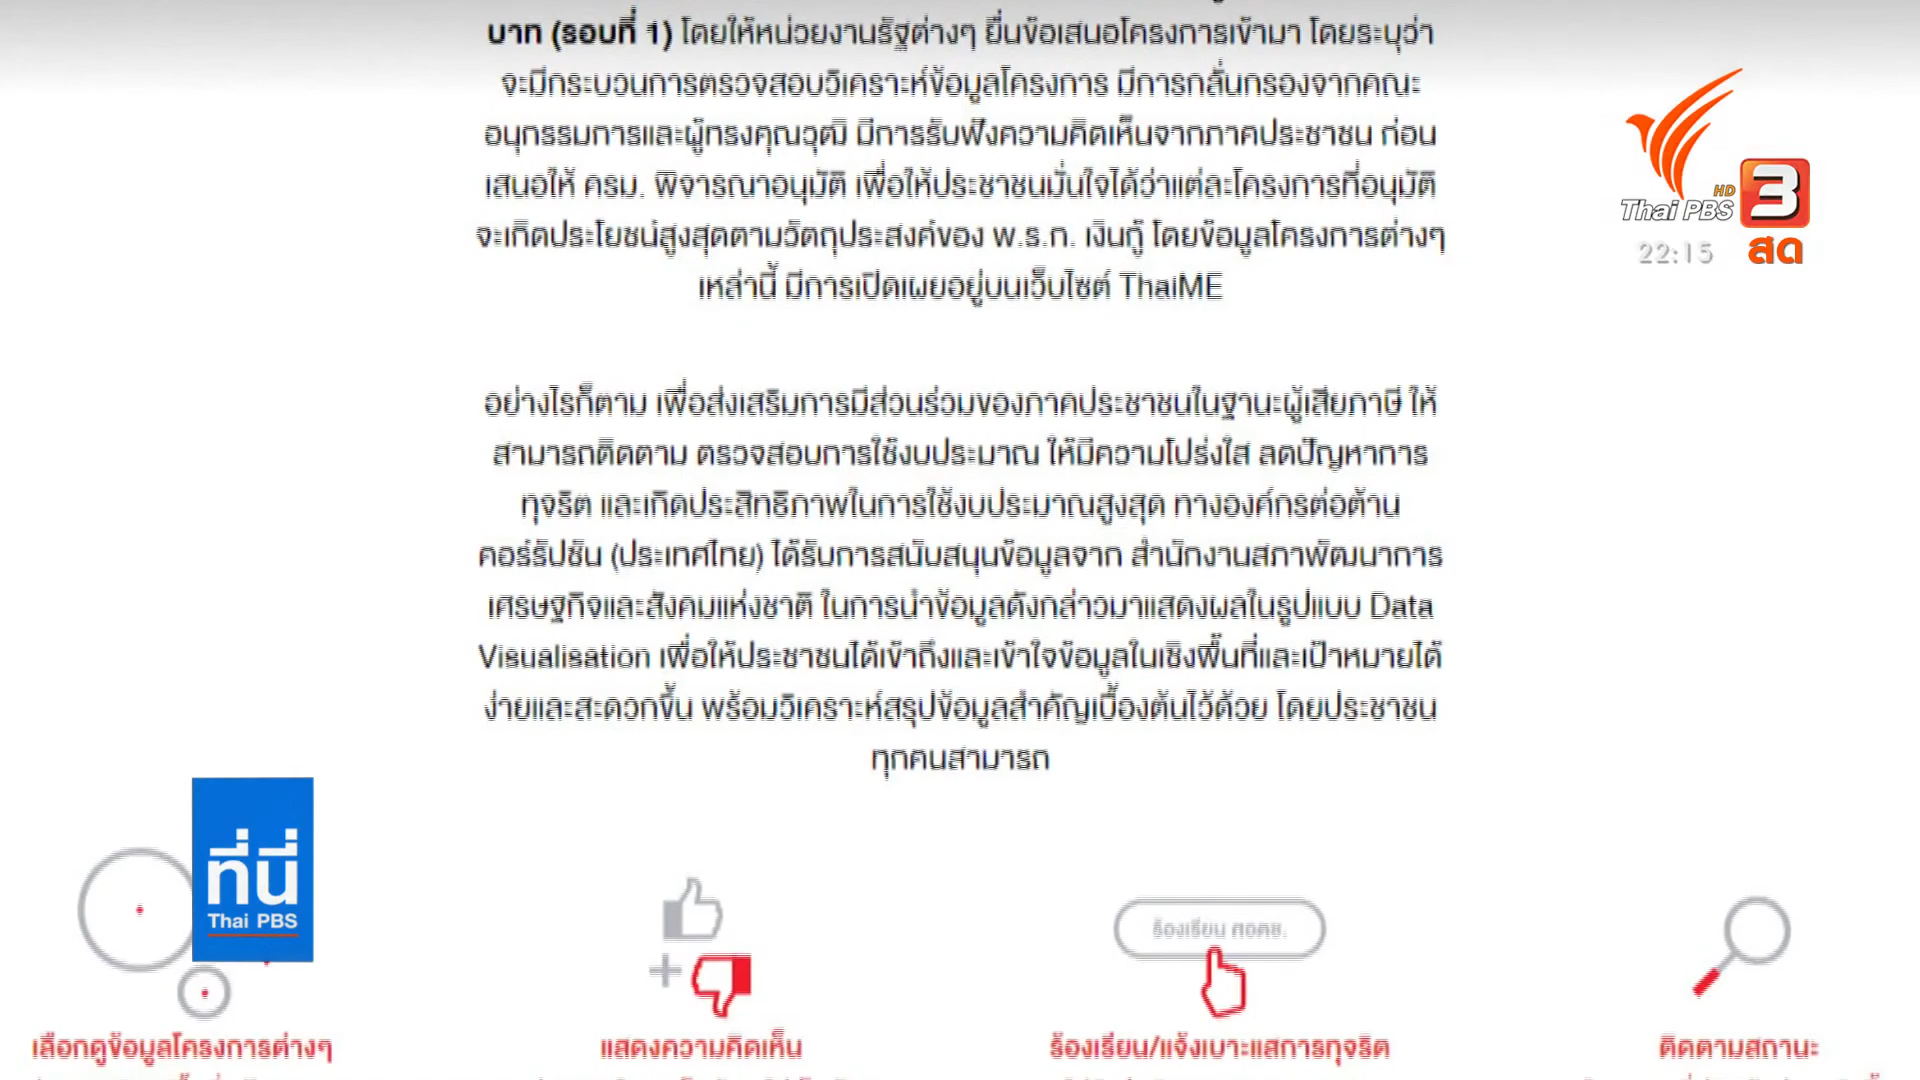 บาท (รอบที่ 1) โดยให้หน่วยงานรัฐต่างๆ ยื่นข้อเสนอโครงการเข้ามา โดยระบุว่า
จะมีกระบวนการตรวจสอบวิเคราะห์ข้อมูลโครงการ มีการกลั่นกรองจากคณะ
อนุกรรมการและผู้ทรงคุณวุฒิ มีการรับฟังความคิดเห็นจากภาคประชาชน ก่อน
เสนอให้ ครม. พิจารณาอนุมัติ เพื่อให้ประชาชนมั่นใจได้ว่าแต่ละโครงการที่อนุมัติ
จะเกิดประโยชน์สูงสุดตามวัตถุประสงค์ของ พ.ร.ก. เงินกู้ โดยข้อมูลโครงการต่างๆ
เหล่านี้ มีการเปิดเผยอยู่บนเว็บไซต์ ThaiME
HD
Thai PBS 3
22:15 สด
อย่างไรก็ตาม เพื่อส่งเสริมการมีส่วนร่วมของภาคประชาชนในฐานะผู้เสียภาษี ให้
สามารถติดตาม ตรวจสอบการใช้งบประมาณ ให้มีความโปร่งใส ลดปัญหาการ
ทุจริต และเกิดประสิทธิภาพในการใช้งบประมาณสูงสุด ทางองค์กรต่อต้าน
คอร์รัปชัน (ประเทศไทย) ได้รับการสนับสนุนข้อมูลจาก สำนักงานสภาพัฒนาการ
เศรษฐกิจและสังคมแห่งชาติ ในการนำข้อมูลดังกล่าวมาแสดงผลในรูปแบบ Data
Visualisation เพื่อให้ประชาชนได้เข้าถึงและเข้าใจข้อมูลในเชิงพื้นที่และเป้าหมายได้
ง่ายและสะดวกขึ้น พร้อมวิเคราะห์สรุปข้อมูลสำคัญเบื้องต้นไว้ด้วย โดยประชาชน
ทุกคนสามารถ
ที่นี่
Thai PBS
ร้องเรียน ศอตช.
เลือกดูข้อมูลโครงการต่างๆ
แสดงความคิดเห็น
ร้องเรียน/แจ้งเบาะแสการทุจริต
ติดตามสถานะ